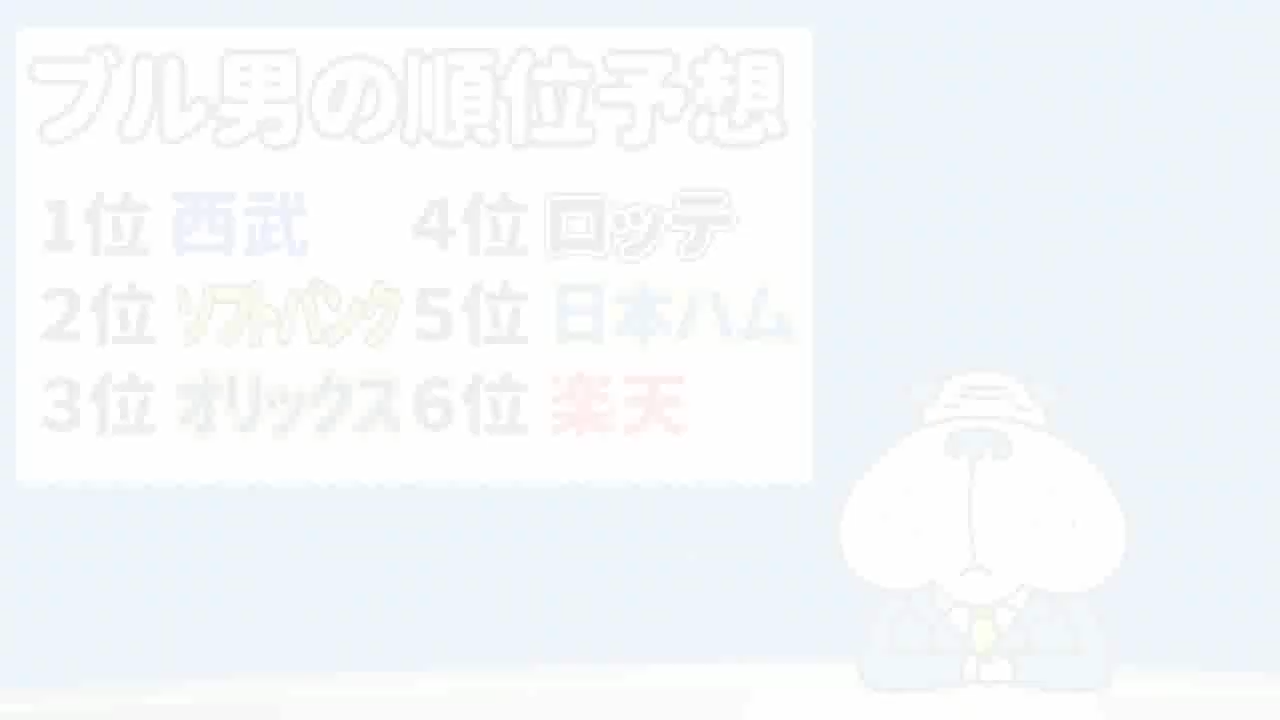 ブル男の順位予想
1位 西武
2位 ソフトバンク
3位 オリックス
4位 ロッテ
5位 日本ハム
6位 楽天